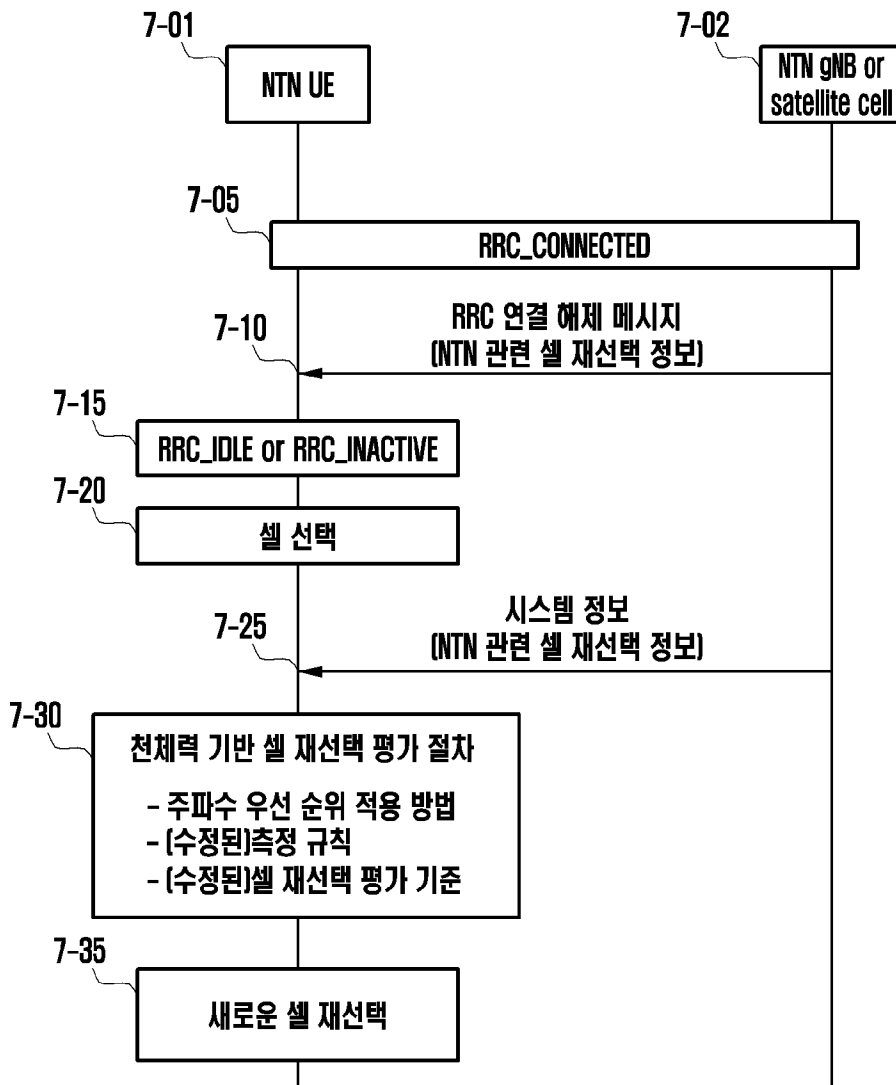 7-01
7-02
NTN UE
NTN gNB or
satellite cell
7-05
RRC_CONNECTED
RRC 연결 해제 메시지
(NTN 관련 셀 재선택 정보)
7-10
7-15
RRC_IDLE or RRC_INACTIVE
7-20
셀 선택
시스템 정보
(NTN 관련 셀 재선택 정보)
7-25
7-30
천체력 기반 셀 재선택 평가 절차
- 주파수 우선 순위 적용 방법
- (수정된)측정 규칙
- (수정된)셀 재선택 평가 기준
7-35
새로운 셀 재선택